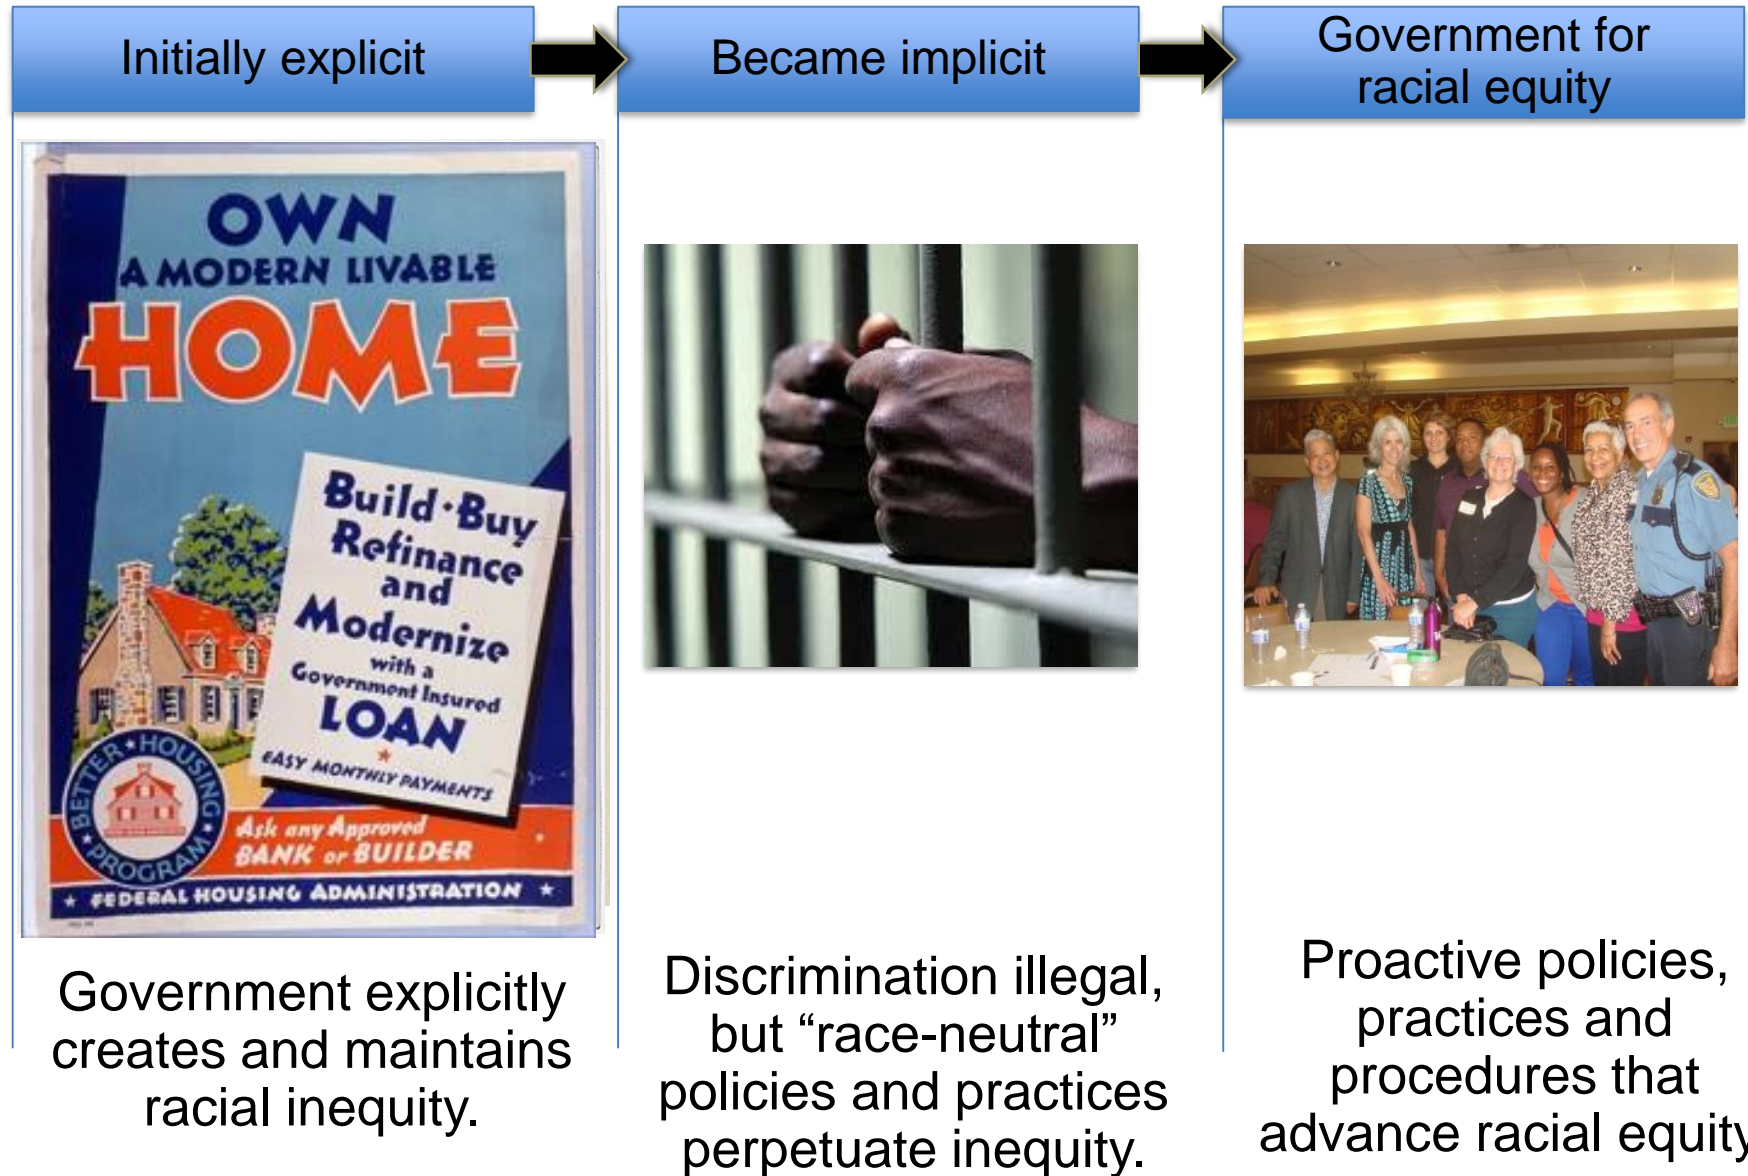 Initially explicit
Became implicit
Government for
racial equity
OWN
A MODERN LIVABLE
HOME
Build·Buy
Refinance
and
Modernize
with a
Government Insured
LOAN
EASY MONTHLY PAYMENTS
BETTER ★ HOUSING ★ PROGRAM ★
Ask any Approved
BANK or BUILDER
★ FEDERAL HOUSING ADMINISTRATION ★
Government explicitly
creates and maintains
racial inequity.
Discrimination illegal,
but “race-neutral”
policies and practices
perpetuate inequity.
Proactive policies,
practices and
procedures that
advance racial equity